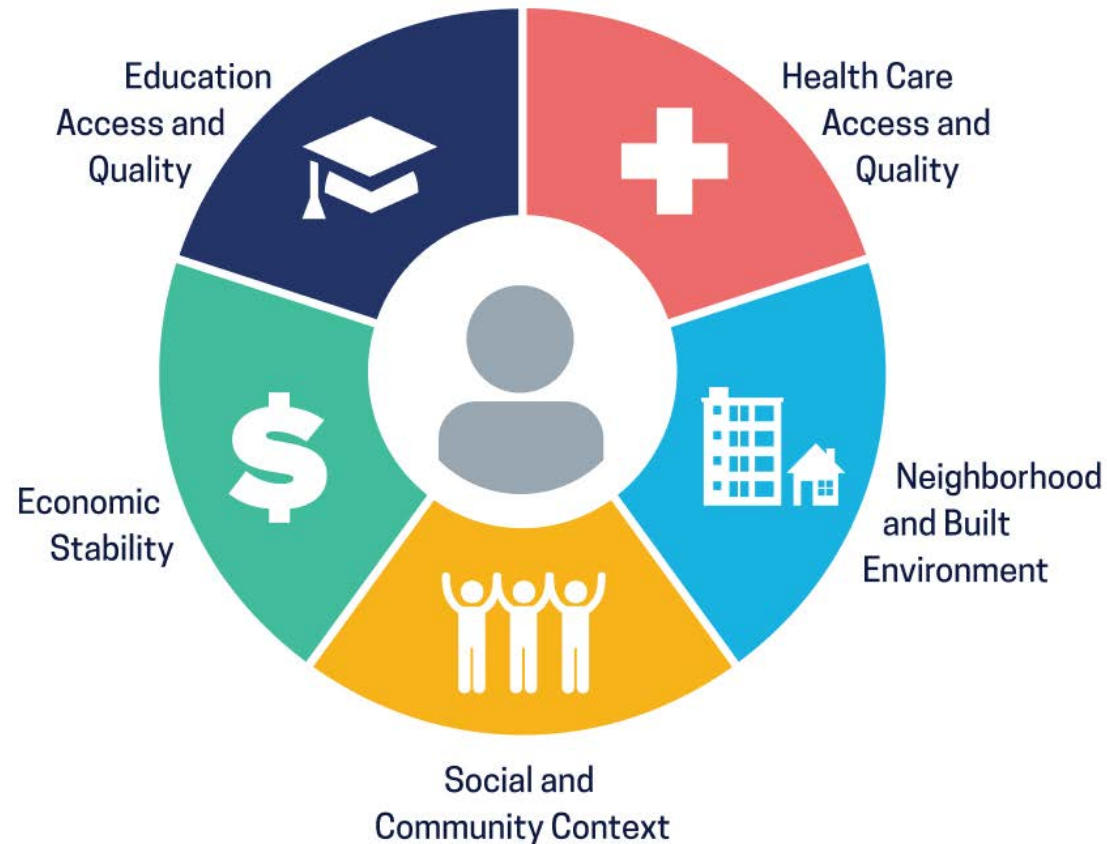 Education
Access and
Quality
Health Care
Access and
Quality
Economic
Stability
Neighborhood
and Built
Environment
Social and
Community Context